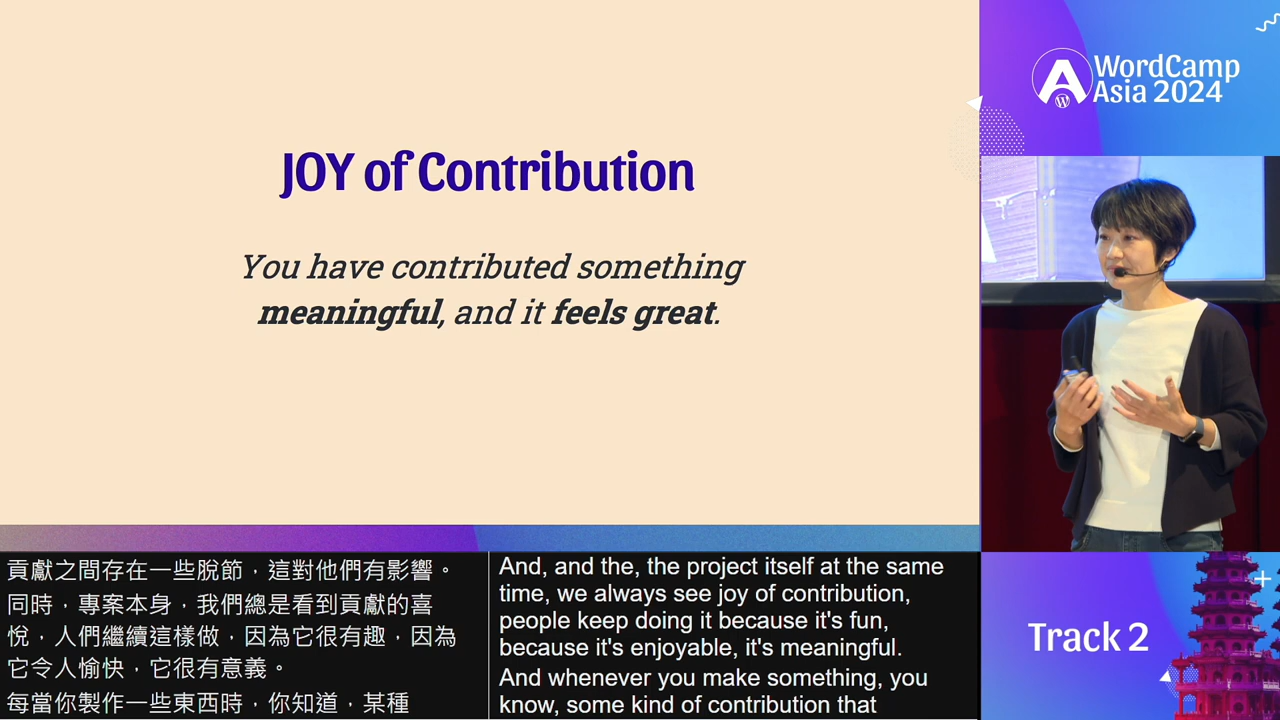 JOY of Contribution
You have contributed something
meaningful, and it feels great.
WordCamp
Asia 2024
貢獻之間存在一些脫節，這對他們有影響。
同時，專案本身，我們總是看到貢獻的喜
悅，人們繼續這樣做，因為它很有趣，因為
它令人愉快，它很有意義。
每當你製作一些東西時，你知道，某種
And, and the, the project itself at the same
time, we always see joy of contribution,
people keep doing it because it's fun,
because it's enjoyable, it's meaningful.
And whenever you make something, you
know, some kind of contribution that
Track 2